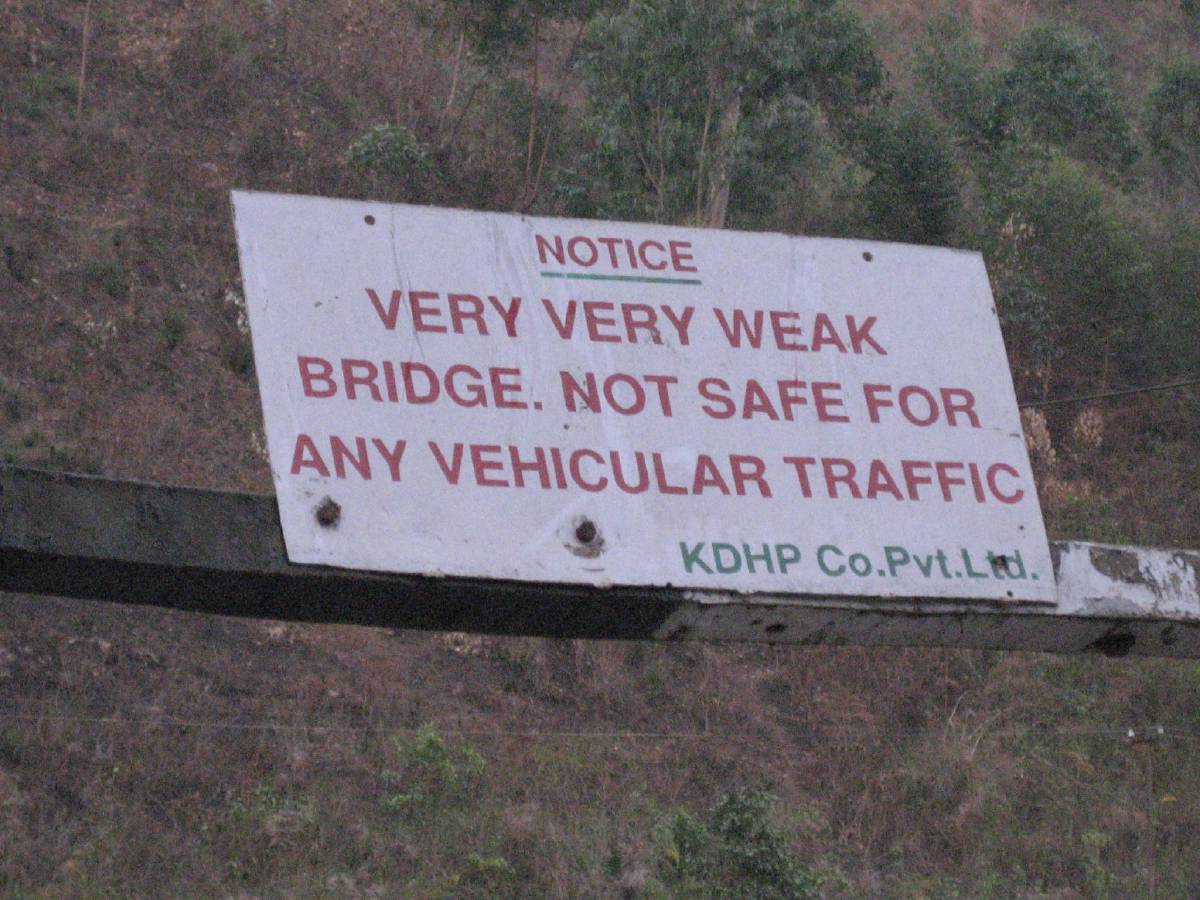 NOTICE
VERY VERY WEAK
BRIDGE. NOT SAFE FOR
ANY VEHICULAR TRAFFIC
KDHP Co.Pvt.Ltd.